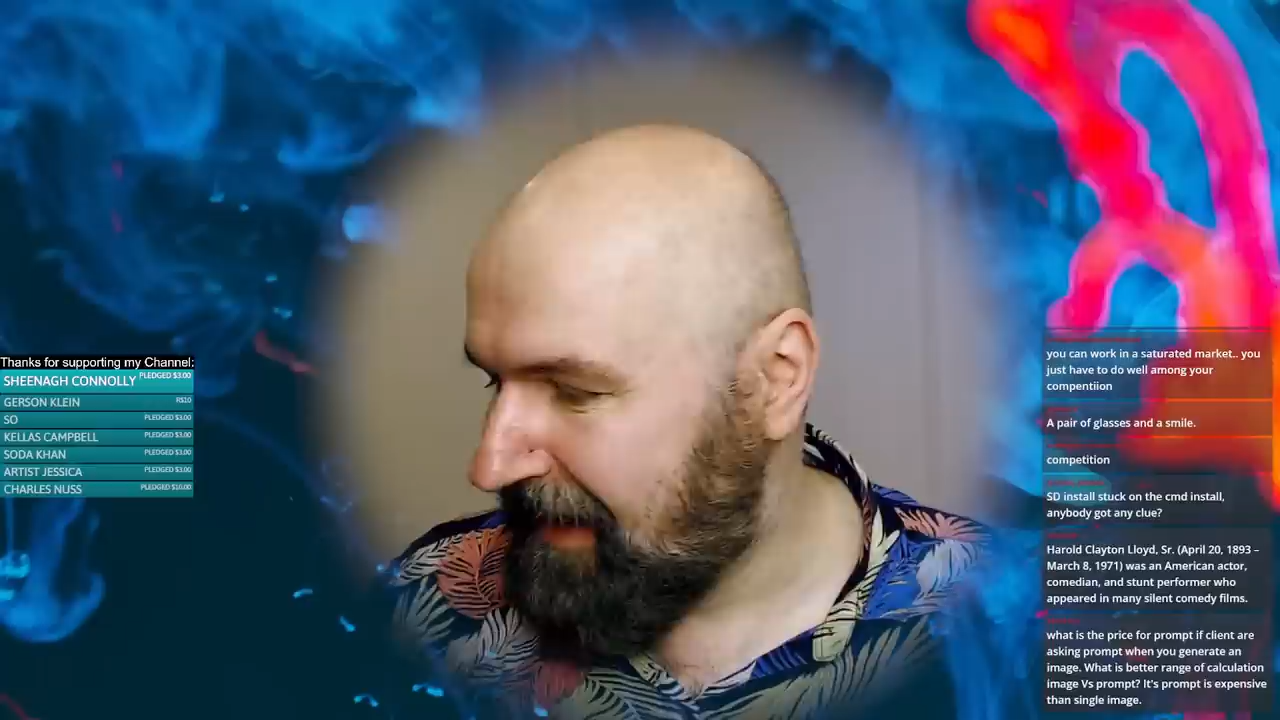 Thanks for supporting my Channel:
SHEENAGH CONNOLLY PLEDGED $3.00
GERSON KLEIN R$10
SO PLEDGED $3.00
KELLAS CAMPBELL PLEDGED $3.00
SODA KHAN PLEDGED $3.00
ARTIST JESSICA PLEDGED $3.00
CHARLES NUSS PLEDGED $10.00
you can work in a saturated market.. you
just have to do well among your
compentiion
A pair of glasses and a smile.
competition
SD install stuck on the cmd install,
anybody got any clue?
Harold Clayton Lloyd, Sr. (April 20, 1893 –
March 8, 1971) was an American actor,
comedian, and stunt performer who
appeared in many silent comedy films.
what is the price for prompt if client are
asking prompt when you generate an
image. What is better range of calculation
image Vs prompt? It's prompt is expensive
than single image.